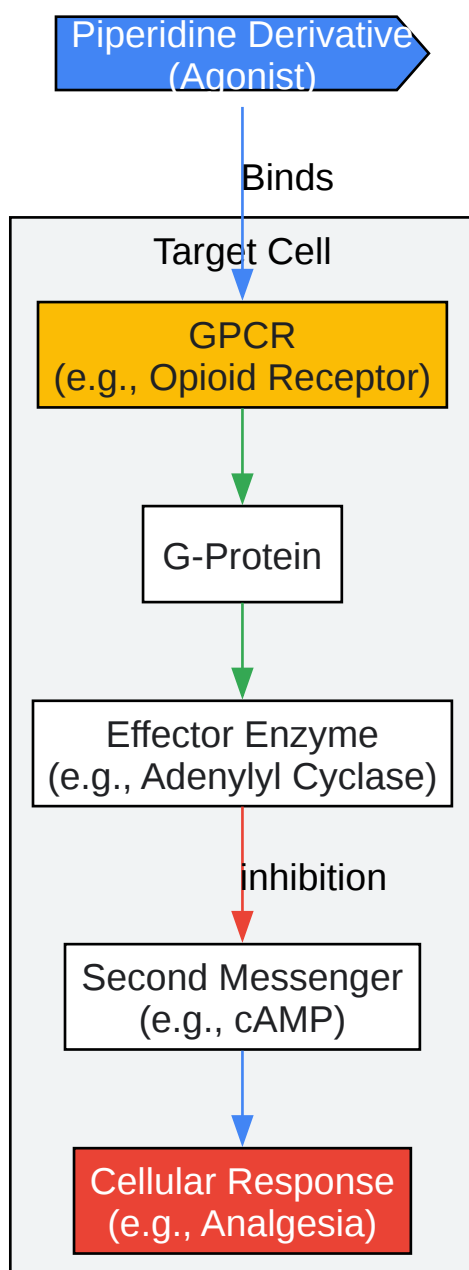 Piperidine Derivative
(Agonist)
Binds
Target Cell
GPCR
(e.g., Opioid Receptor)
G-Protein
Effector Enzyme
(e.g., Adenylyl Cyclase)
inhibition
Second Messenger
(e.g., cAMP)
Cellular Response
(e.g., Analgesia)